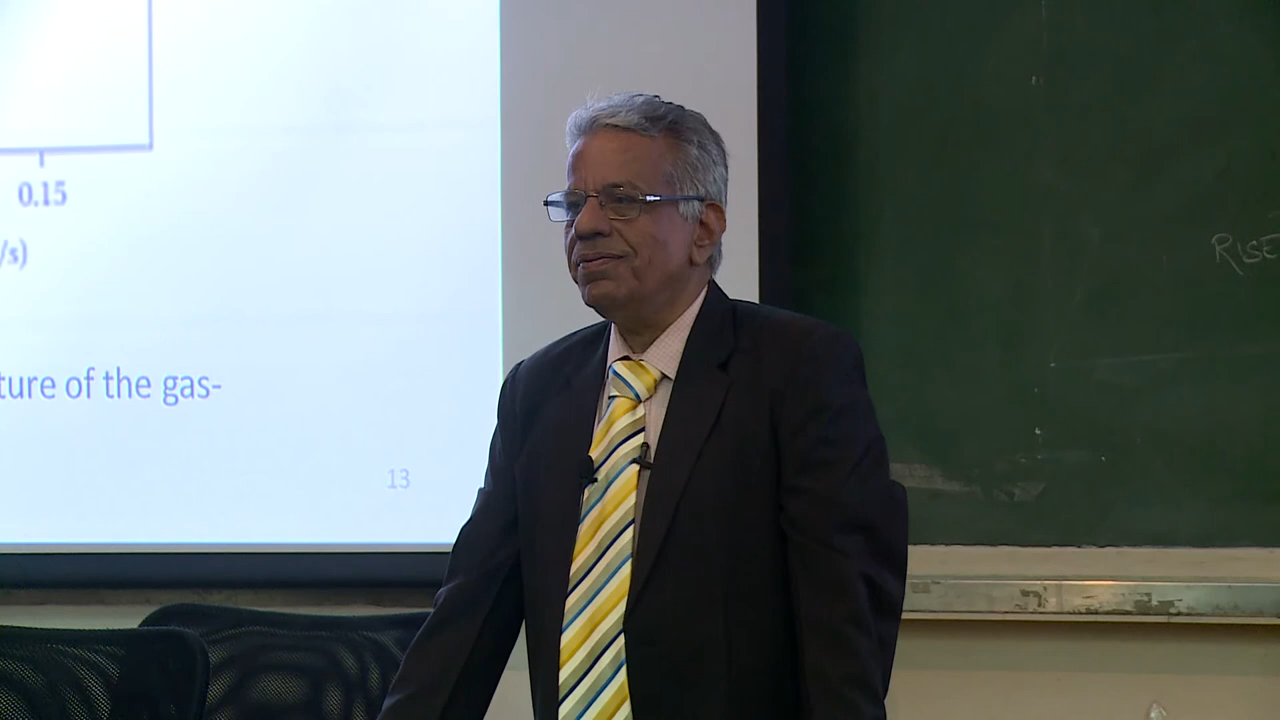 0.15
/s)
ture of the gas-
13
RISE